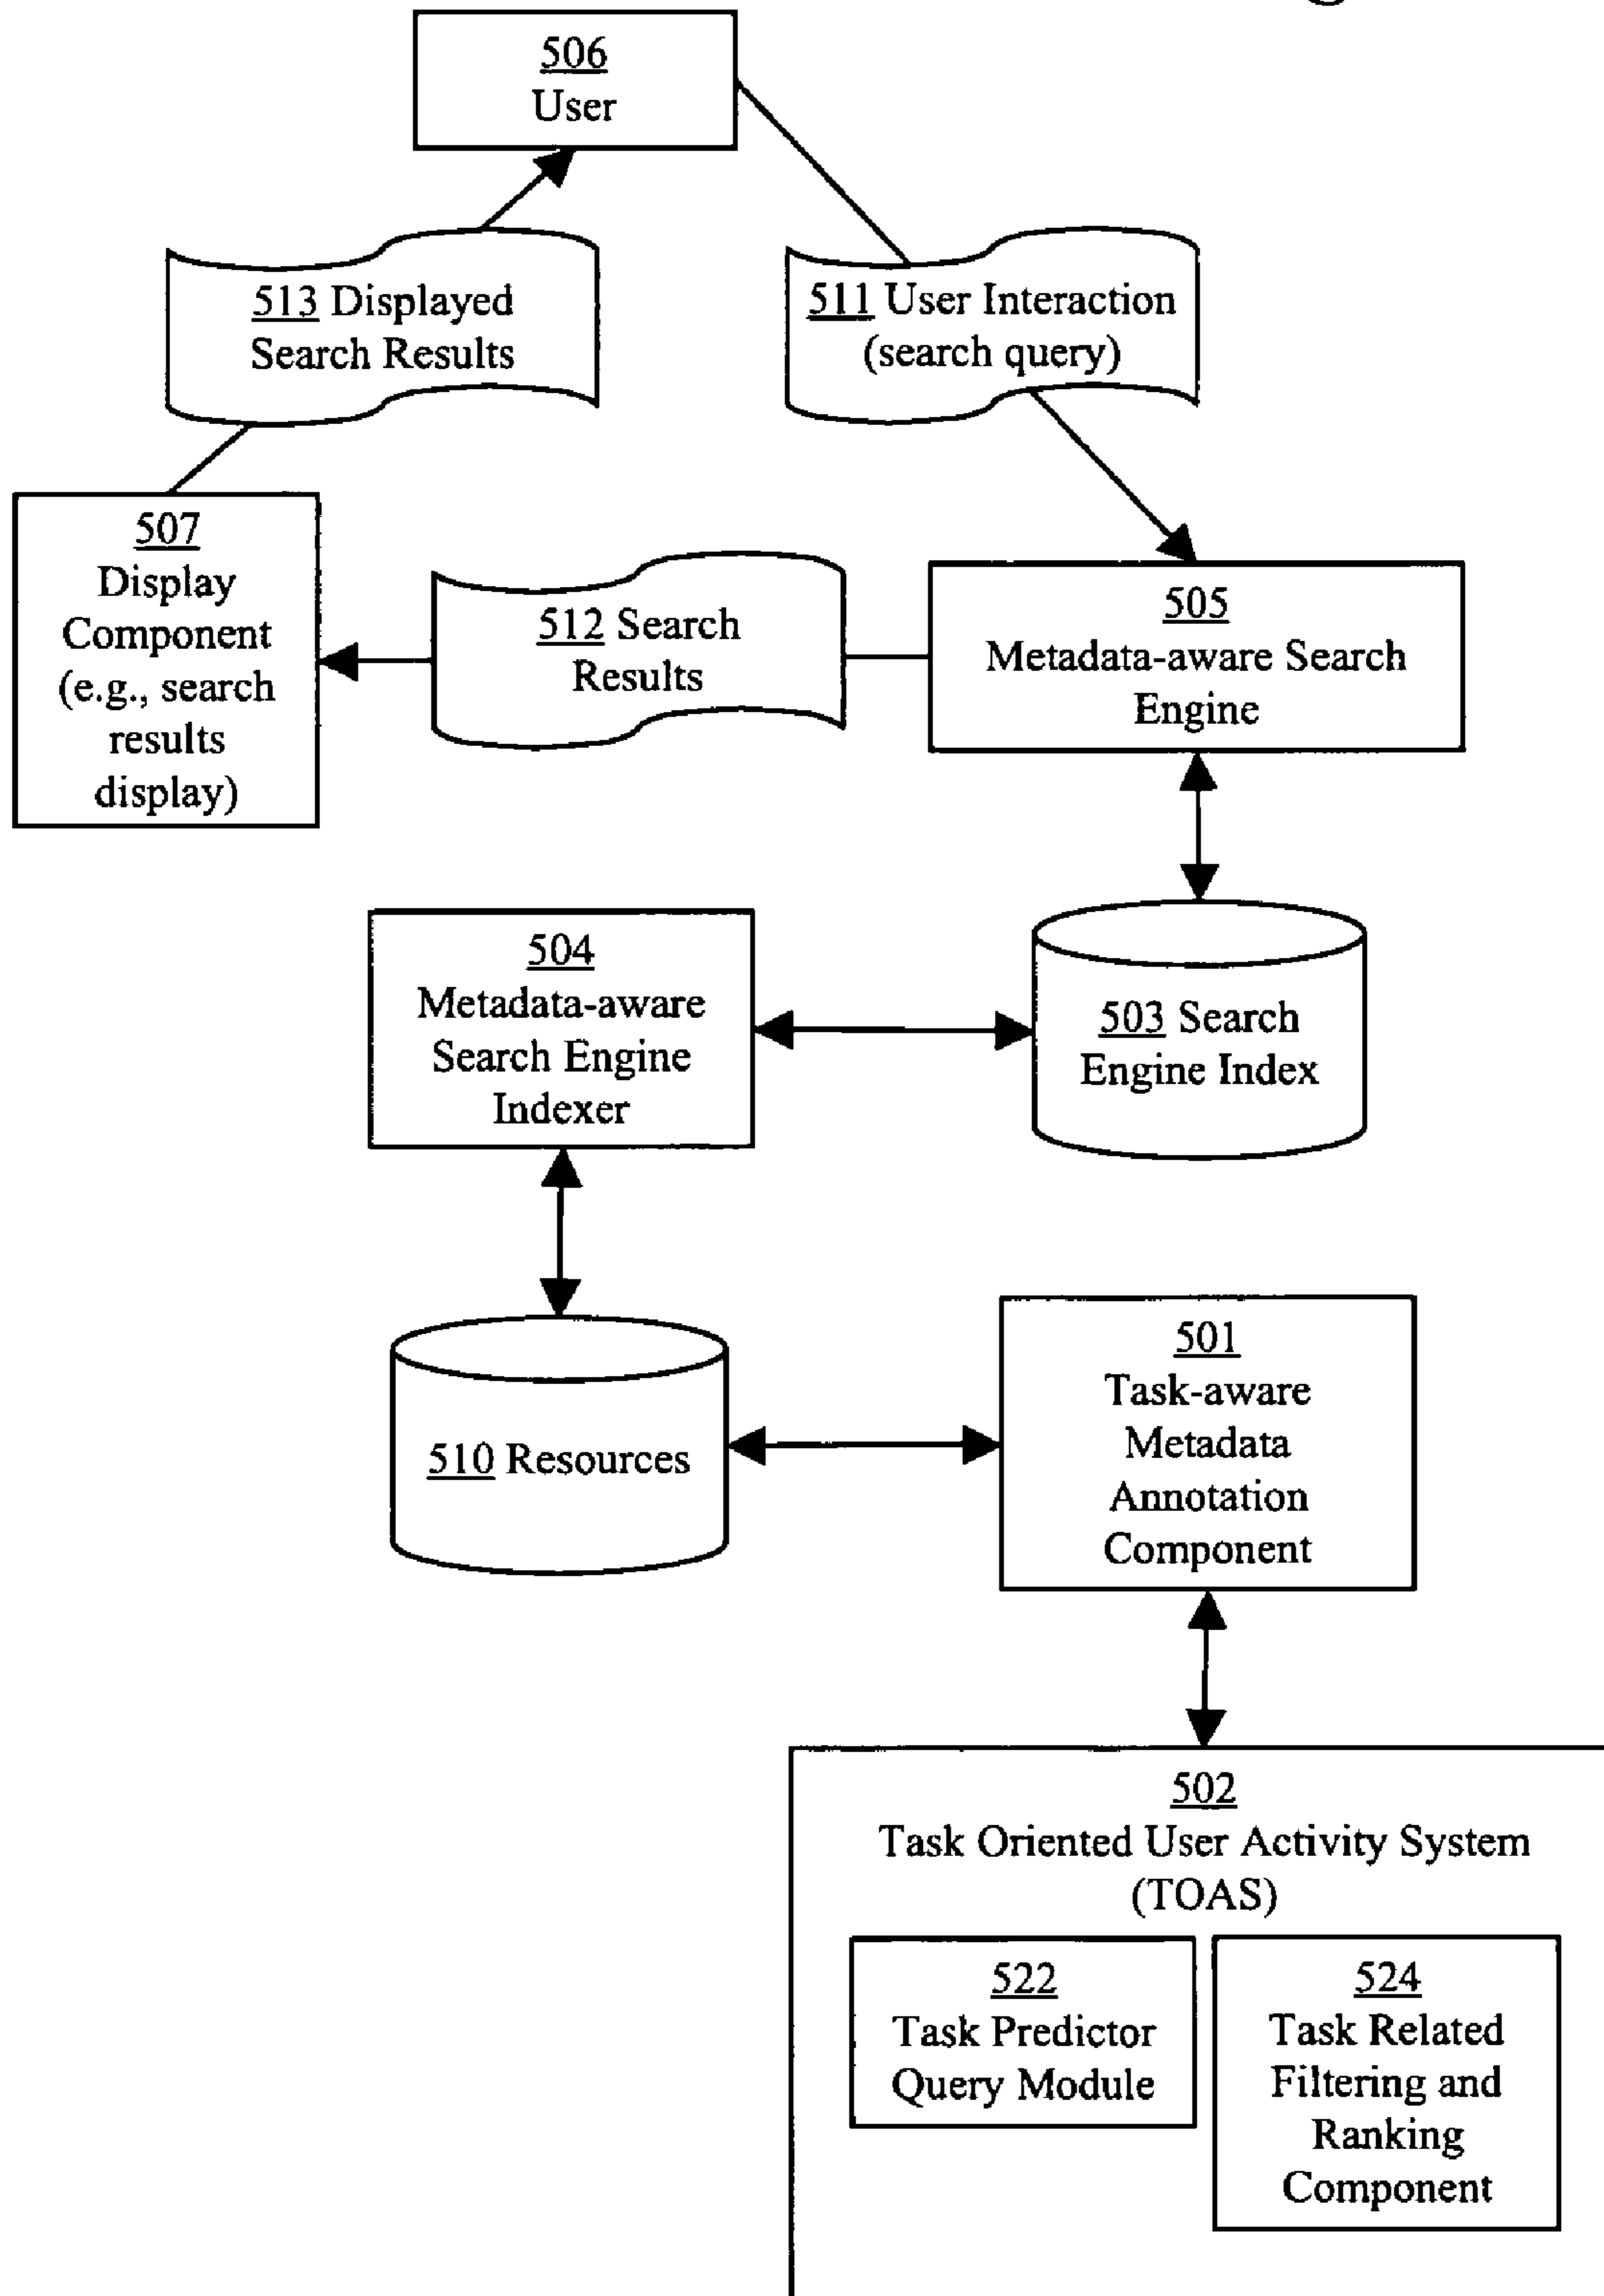 506
User
513 Displayed
Search Results
511 User Interaction
(search query)
507
Display
Component
(e.g., search
results
display)
512 Search
Results
505
Metadata-aware Search
Engine
504
Metadata-aware
Search Engine
Indexer
503 Search
Engine Index
510 Resources
501
Task-aware
Metadata
Annotation
Component
502
Task Oriented User Activity System
(TOAS)
522
Task Predictor
Query Module
524
Task Related
Filtering and
Ranking
Component